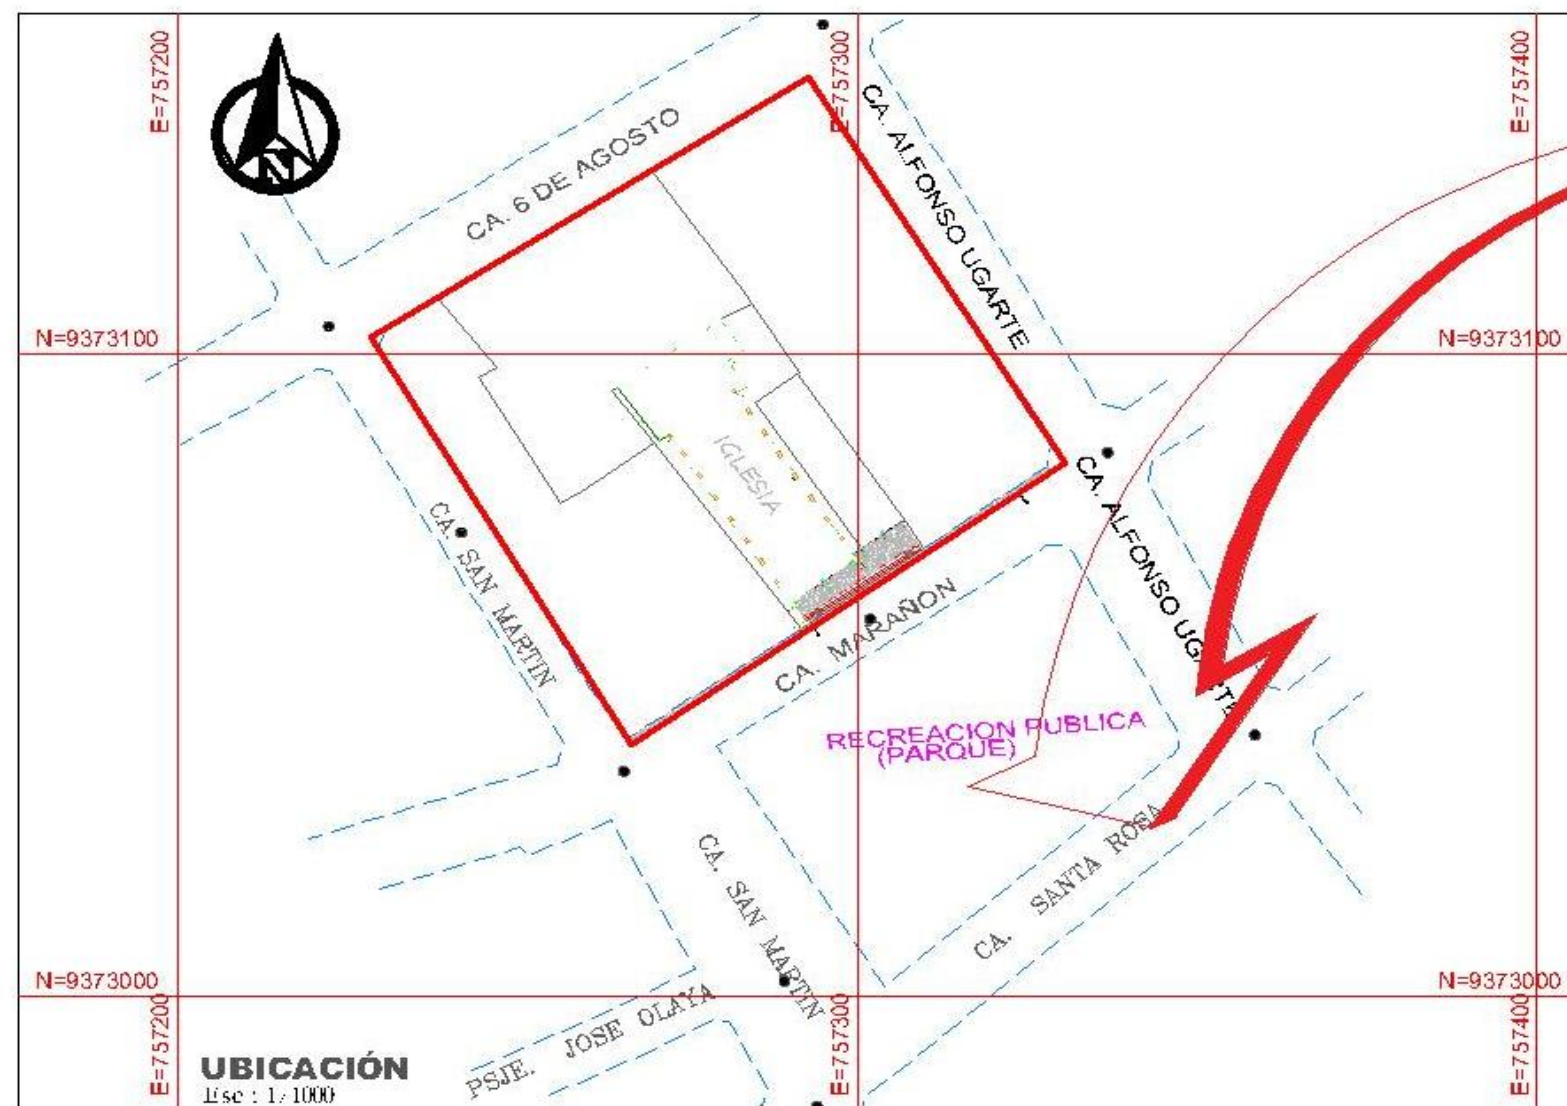 E=757200
E=757300
E=757400
N
CA. 6 DE AGOSTO
CA. ALFONSO UGARTE
N=9373100
N=9373100
IGLESIA
CA. SAN MARTIN
CA. ALFONSO UGARTE
CA. MARAÑON
RECREACION PUBLICA
(PARQUE)
CA. SAN MARTIN
CA. SANTA ROSA
N=9373000
N=9373000
PSJE. JOSE OLAYA
E=757200
E=757300
E=757400
UBICACIÓN
Esc : 1/1000